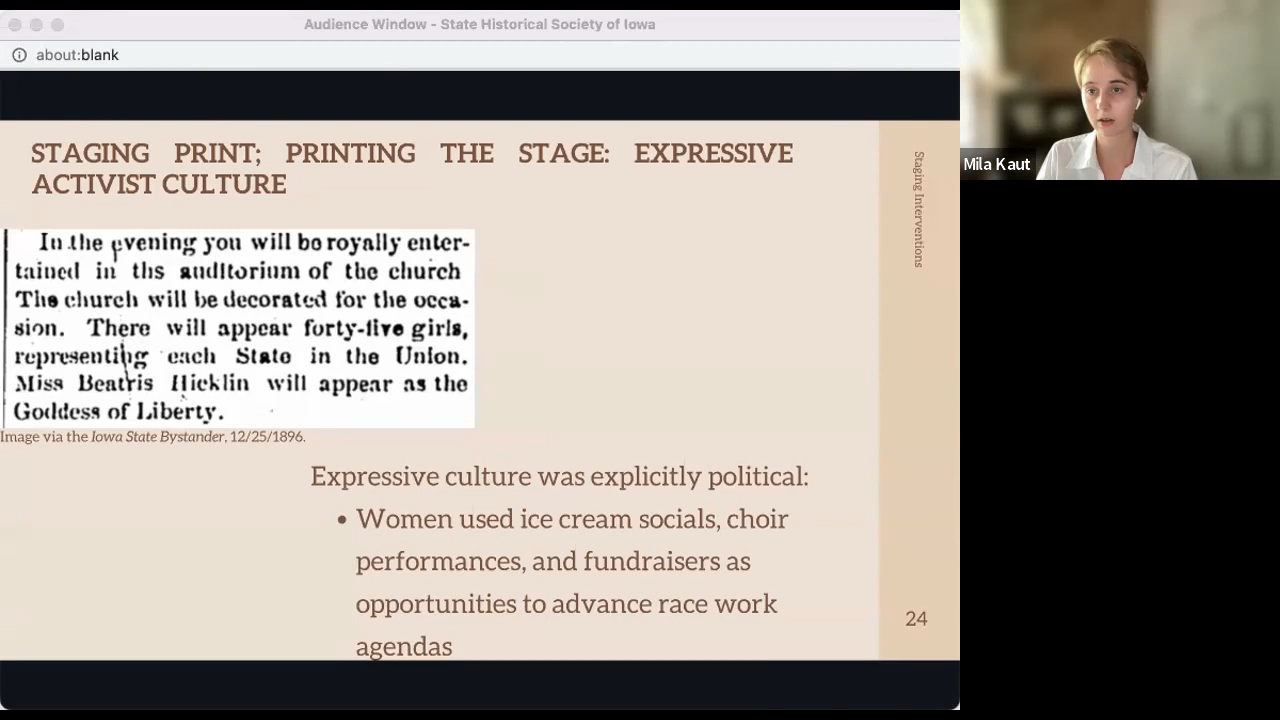 Audience Window - State Historical Society of Iowa
about:blank
STAGING PRINT; PRINTING THE STAGE: EXPRESSIVE
ACTIVIST CULTURE
In the evening you will be royally enter-
tained in ths auditorium of the church
The church will be decorated for the occa-
sion. There will appear forty-five girls,
representing each State in the Union.
Miss Beatris Hicklin will appear as the
Goddess of Liberty.
Image via the Iowa State Bystander, 12/25/1896.
Expressive culture was explicitly political:
• Women used ice cream socials, choir
performances, and fundraisers as
opportunities to advance race work
agendas
Staging Interventions
24
Mila Kaut